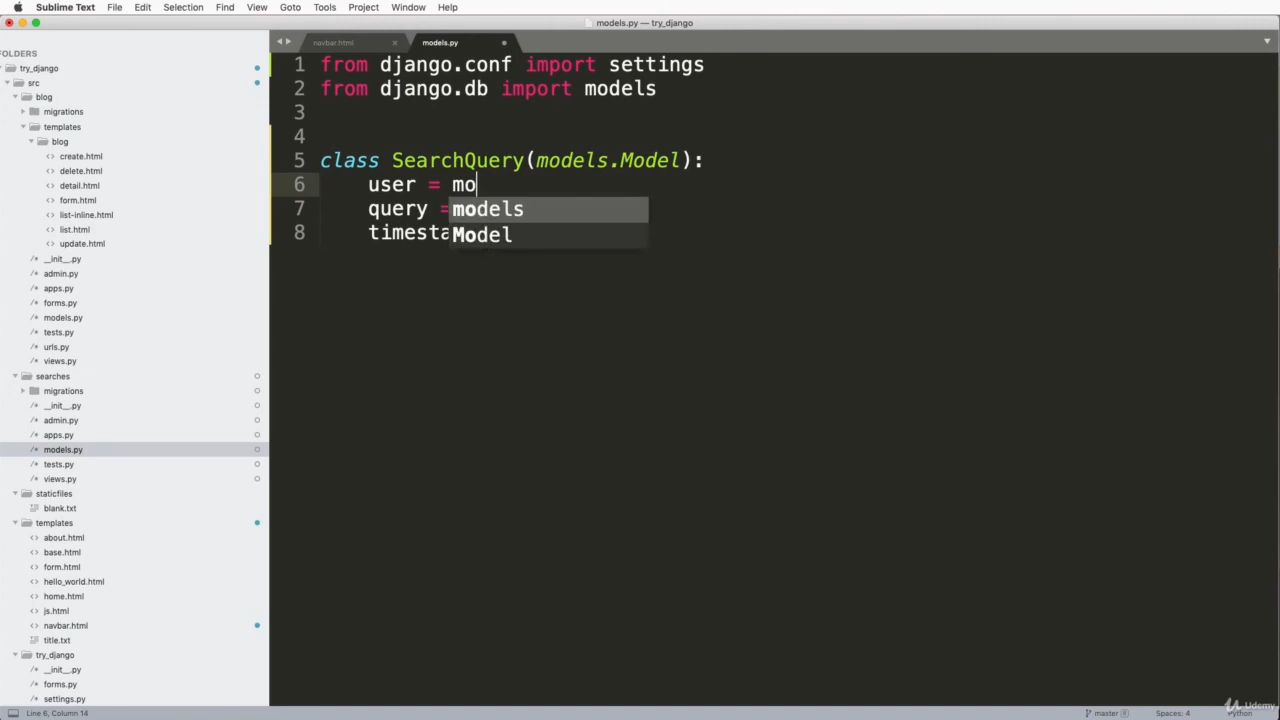 Sublime Text File Edit Selection Find View Goto Tools Project Window Help
models.py — try_django
FOLDERS
try_django
src
blog
migrations
templates
blog
create.html
delete.html
detail.html
form.html
list-inline.html
list.html
update.html
__init__.py
admin.py
apps.py
forms.py
models.py
tests.py
urls.py
views.py
searches
migrations
__init__.py
admin.py
apps.py
models.py
tests.py
views.py
staticfiles
blank.txt
templates
about.html
base.html
form.html
hello_world.html
home.html
js.html
navbar.html
title.txt
try_django
__init__.py
forms.py
settings.py
navbar.html models.py
1 from django.conf import settings
2 from django.db import models
3
4
5 class SearchQuery(models.Model):
6 user = mo
7 query =
8 timesta
models
Model
Line 6, Column 14 master 8 Spaces: 4 Python
Udemy